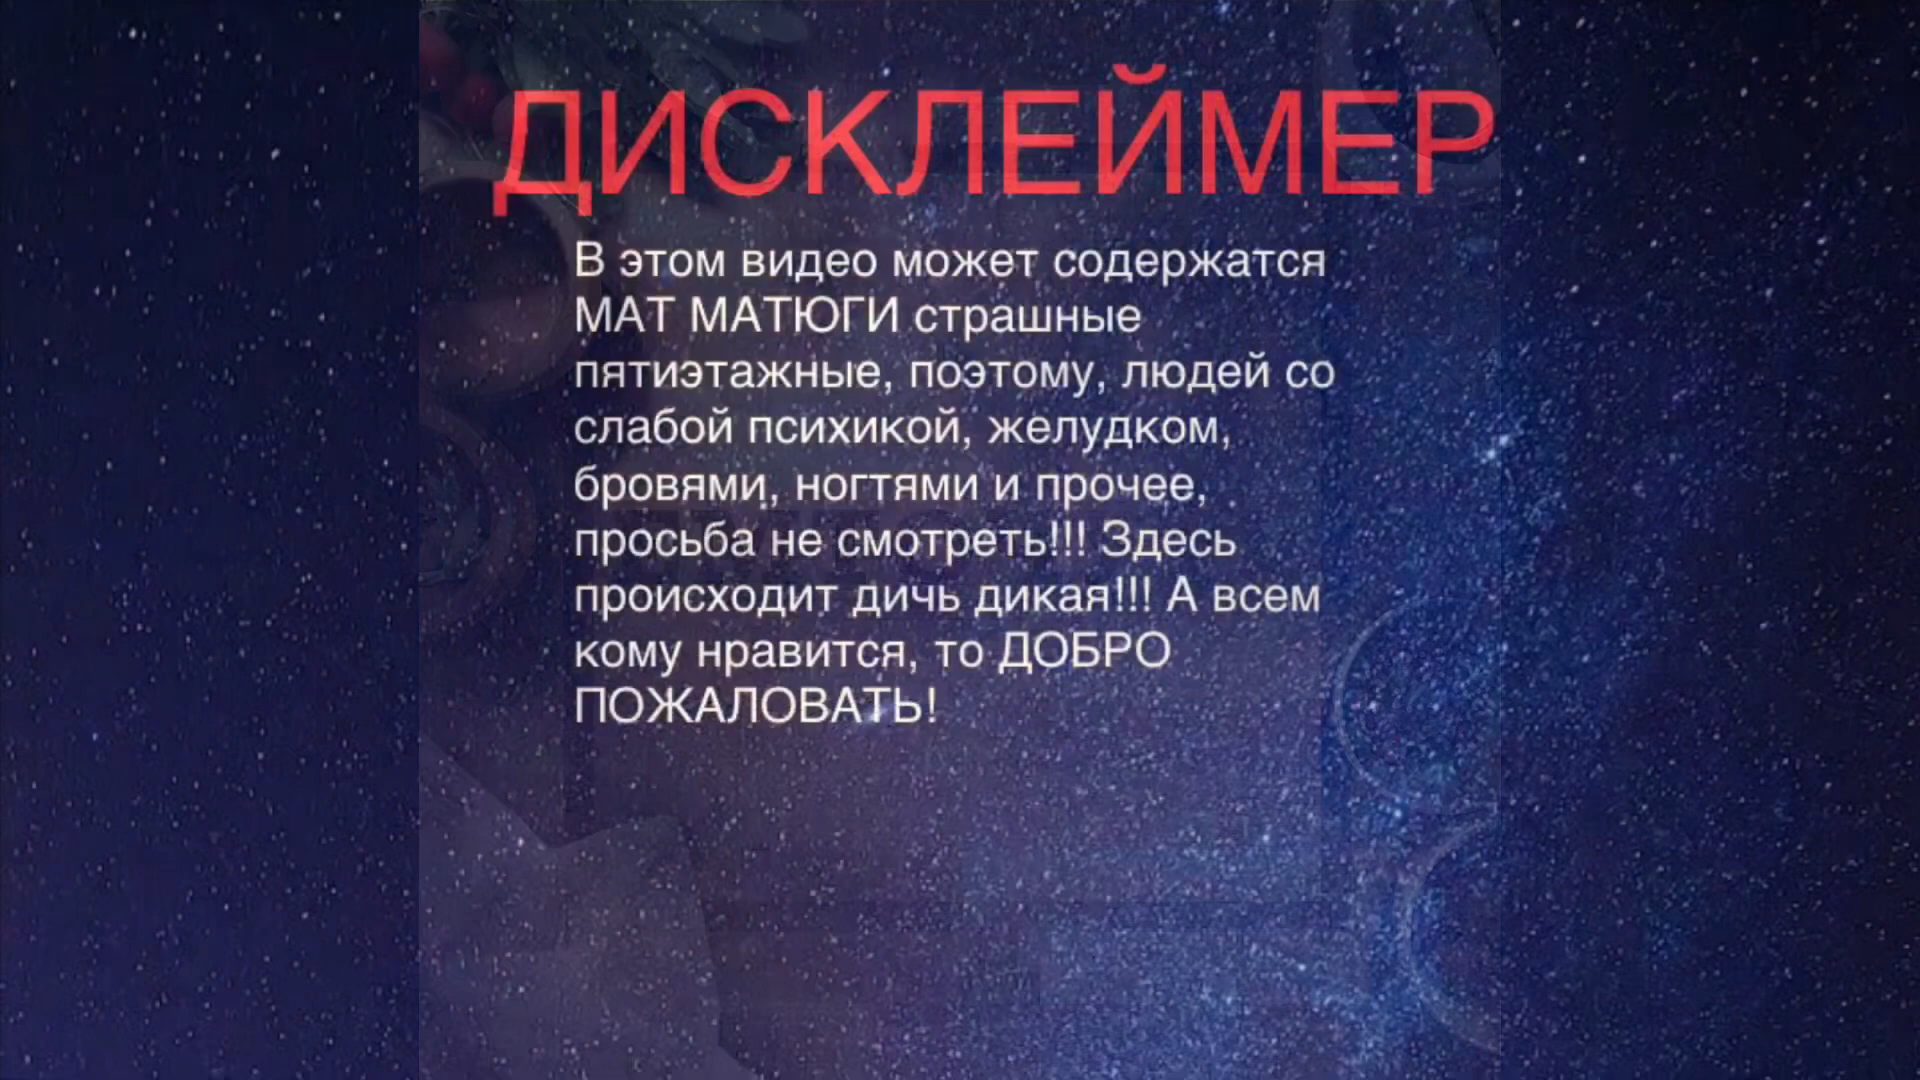 ДИСКЛЕЙМЕР
В этом видео может содержатся
МАТ МАТЮГИ страшные
пятиэтажные, поэтому, людей со
слабой психикой, желудком,
бровями, ногтями и прочее,
просьба не смотреть!!! Здесь
происходит дичь дикая!!! А всем
кому нравится, то ДОБРО
ПОЖАЛОВАТЬ!